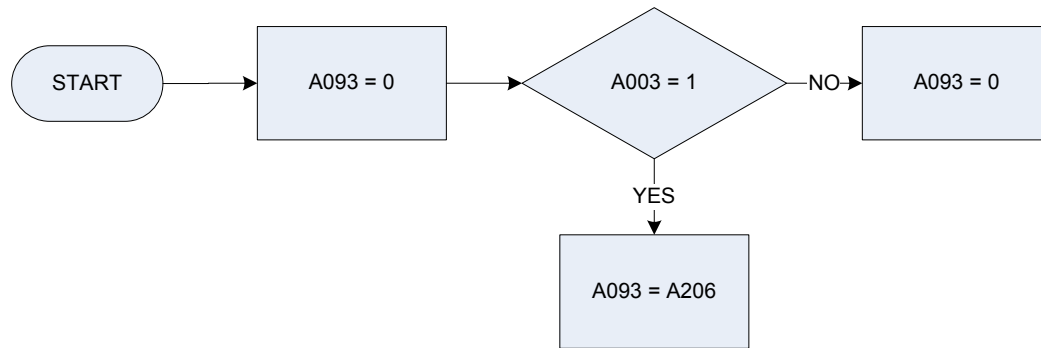 START
A093 = 0
A003 = 1
NO
A093 = 0
YES
A093 = A206